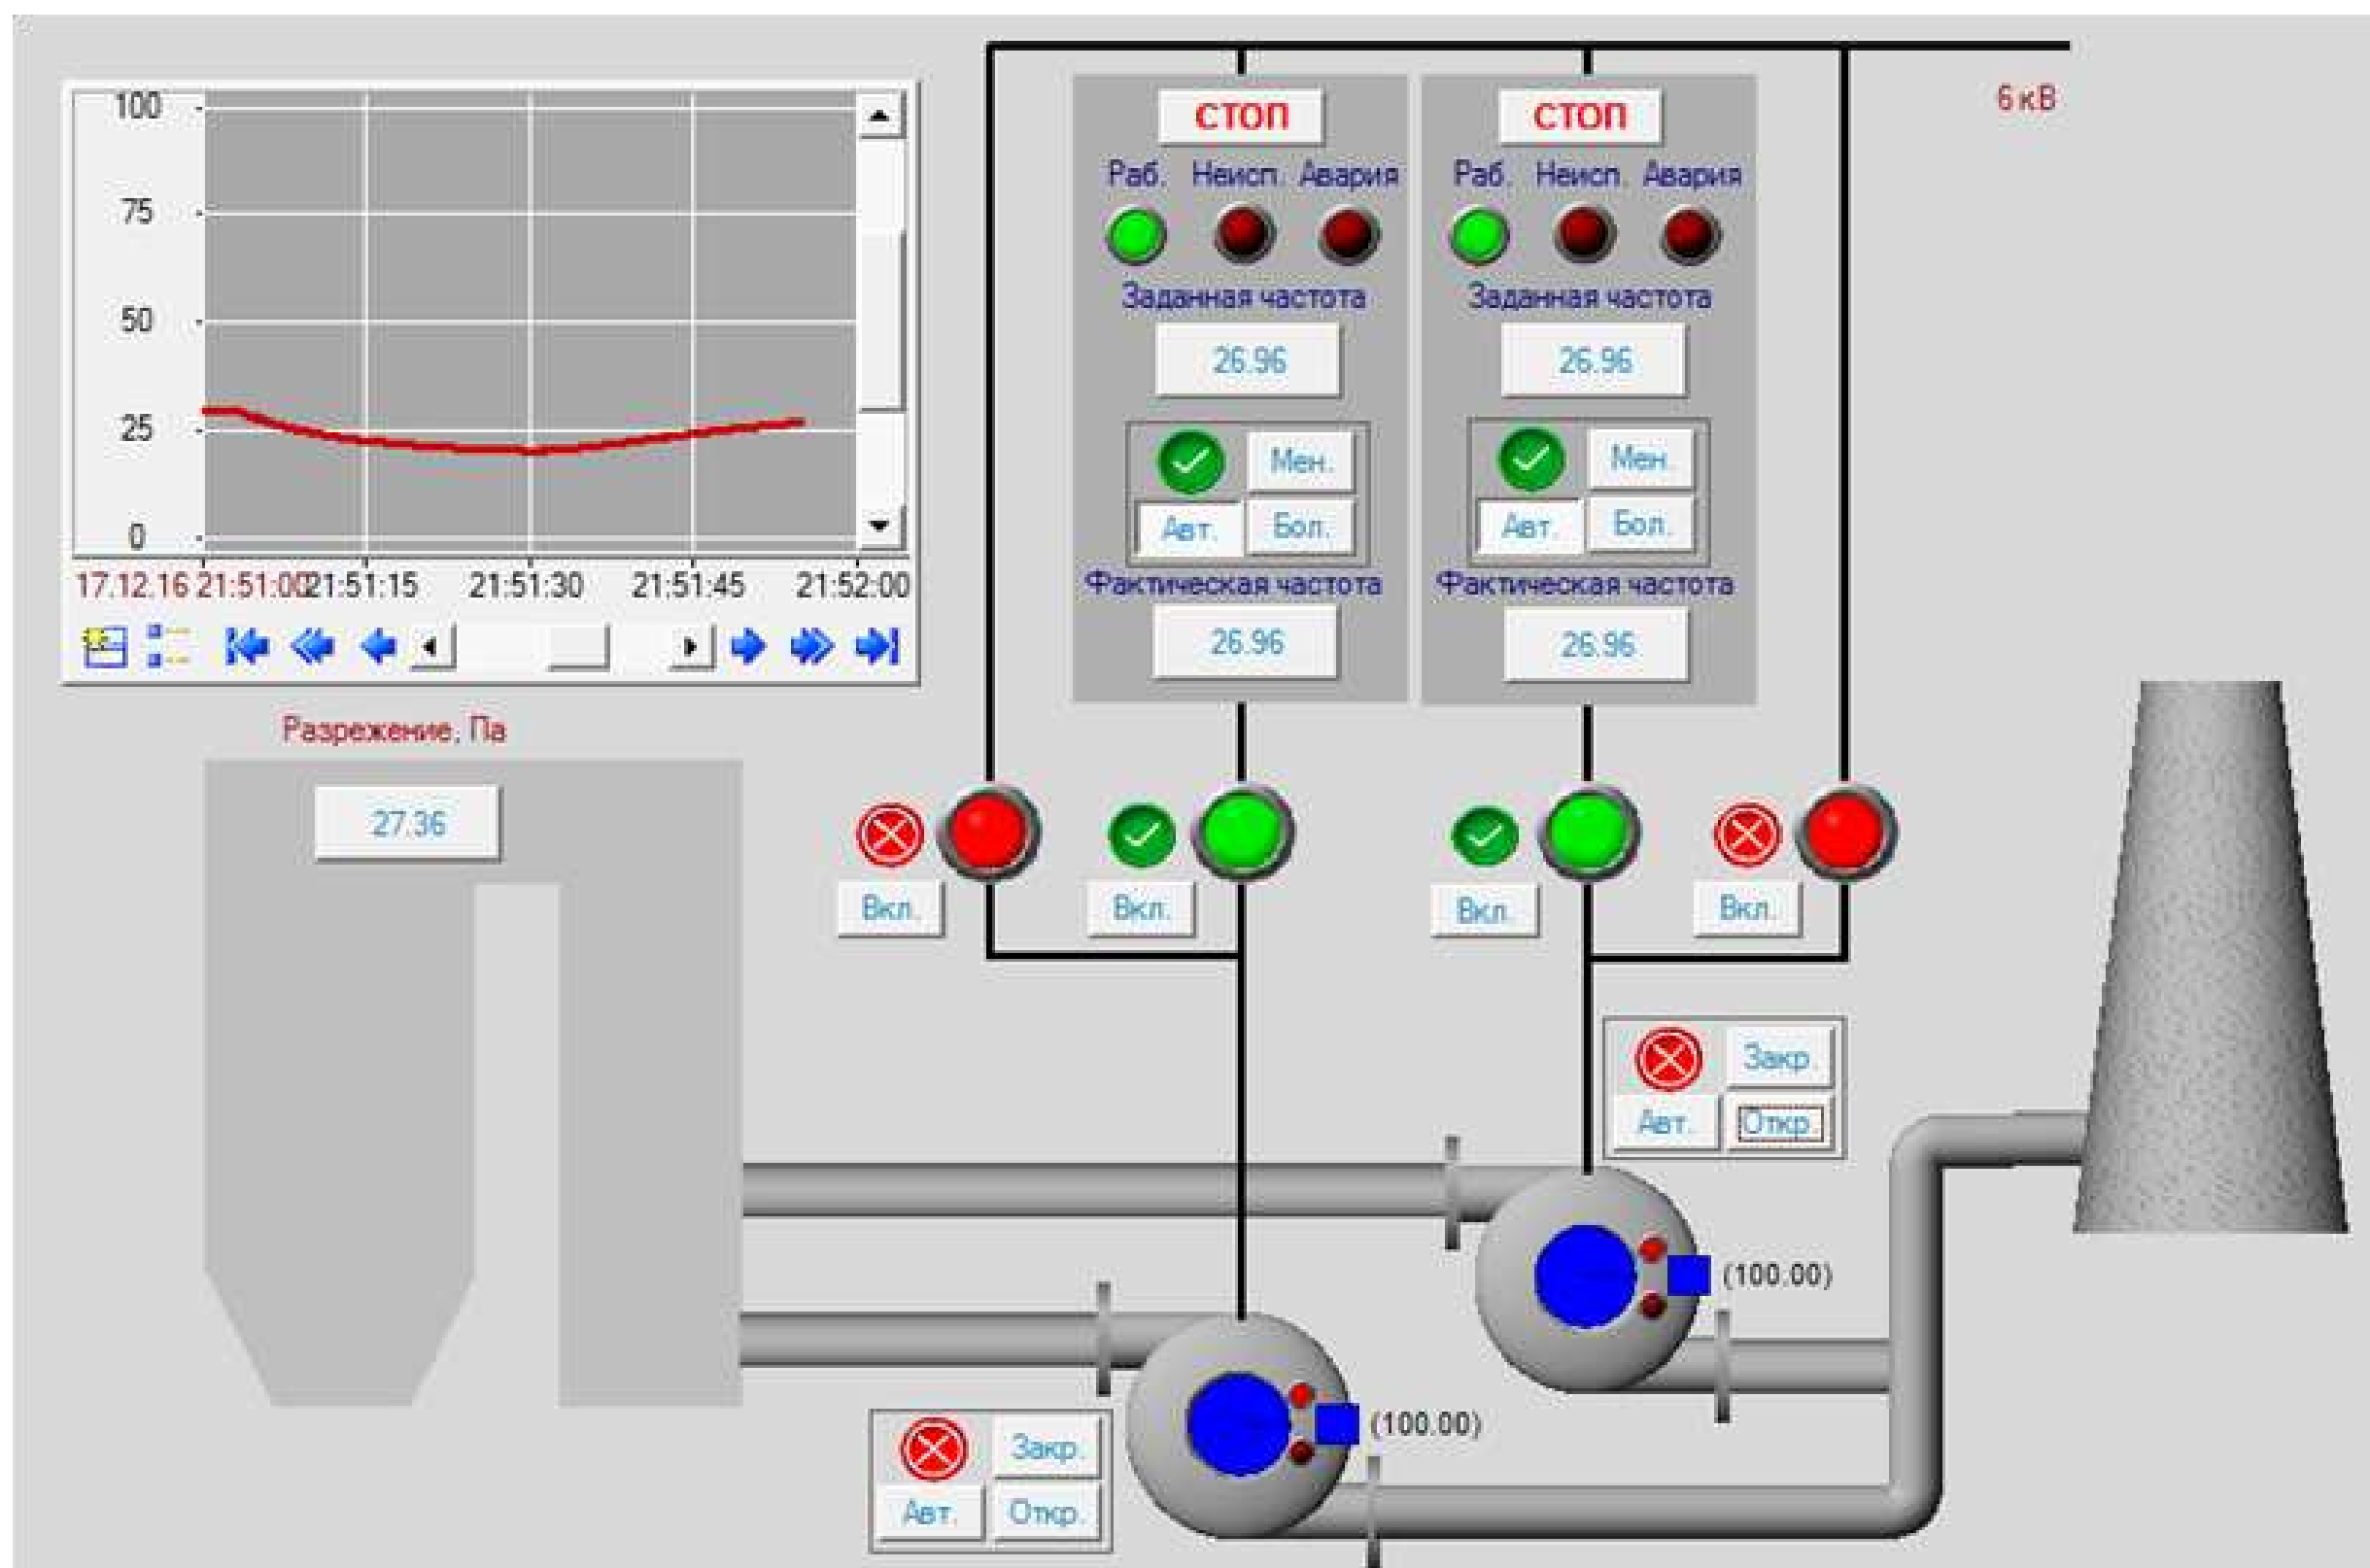 6 кВ
100
75
50
25
0
17.12.16 21:51:00 21:51:15 21:51:30 21:51:45 21:52:00
СТОП
Раб. Неисп. Авария
Заданная частота
26.96
Мен.
Авт. Бол.
Фактическая частота
26.96
СТОП
Раб. Неисп. Авария
Заданная частота
26.96
Мен.
Авт. Бол.
Фактическая частота
26.96
Разрежение, Па
27.36
Вкл. Вкл. Вкл. Вкл.
Закр.
Авт. Откр.
(100.00)
(100.00)
Закр.
Авт. Откр.